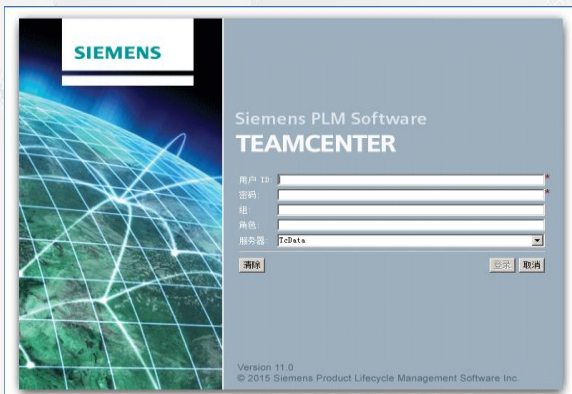 SIEMENS
Siemens PLM Software
TEAMCENTER
用户 ID:
*
密码:
*
组:
角色:
服务器: TcData
清除 登录 取消
Version 11.0
© 2015 Siemens Product Lifecycle Management Software Inc.